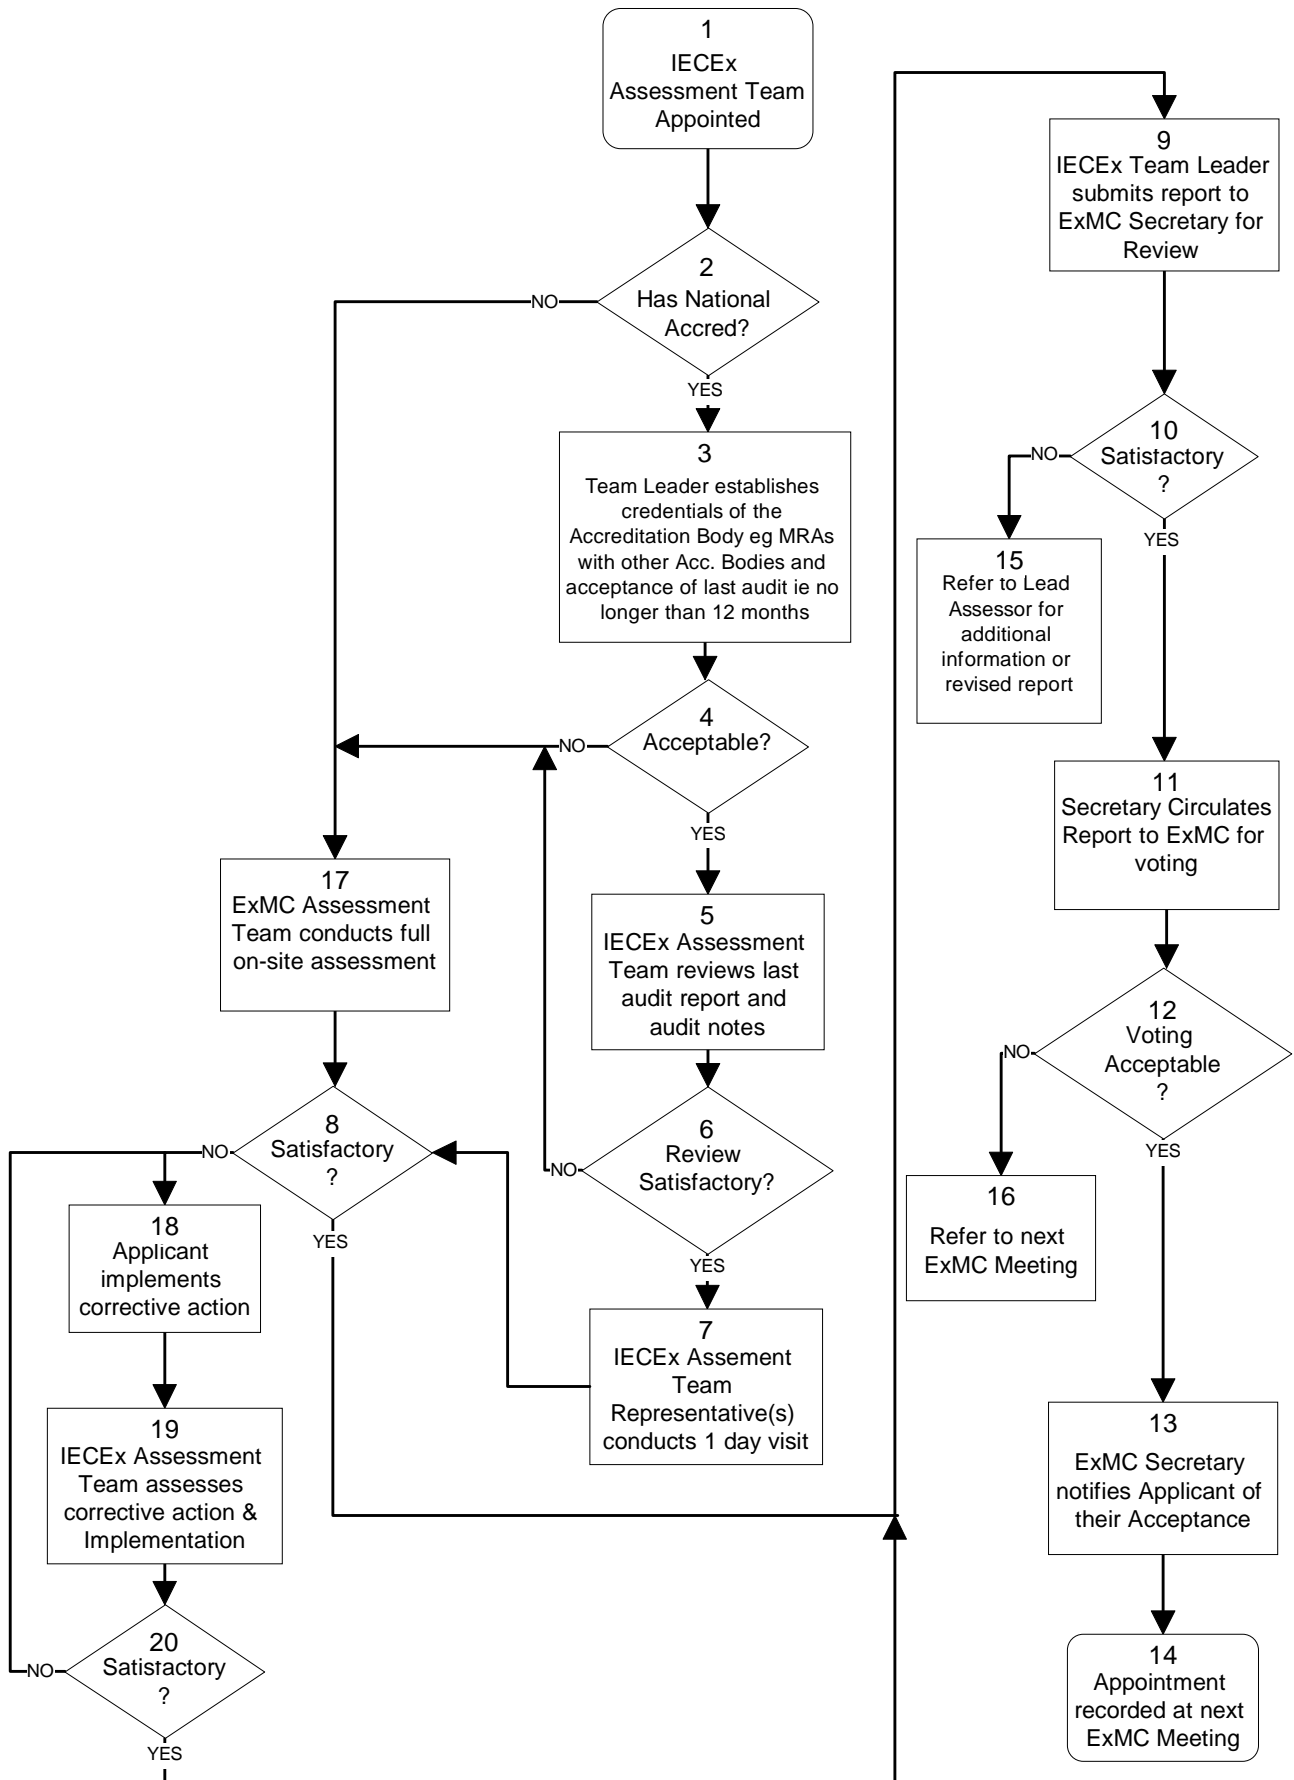 1
IECEx
Assessment Team
Appointed
2
Has National
Accred?
NO
YES
3
Team Leader establishes
credentials of the
Accreditation Body eg MRAs
with other Acc. Bodies and
acceptance of last audit ie no
longer than 12 months
4
Acceptable?
NO
YES
5
IECEx Assessment
Team reviews last
audit report and
audit notes
6
Review
Satisfactory?
NO
YES
7
IECEx Assement
Team
Representative(s)
conducts 1 day visit
17
ExMC Assessment
Team conducts full
on-site assessment
8
Satisfactory
?
NO
YES
18
Applicant
implements
corrective action
19
IECEx Assessment
Team assesses
corrective action &
Implementation
20
Satisfactory
?
NO
YES
9
IECEx Team Leader
submits report to
ExMC Secretary for
Review
10
Satisfactory
?
NO
YES
15
Refer to Lead
Assessor for
additional
information or
revised report
11
Secretary Circulates
Report to ExMC for
voting
12
Voting
Acceptable
?
NO
YES
16
Refer to next
ExMC Meeting
13
ExMC Secretary
notifies Applicant of
their Acceptance
14
Appointment
recorded at next
ExMC Meeting